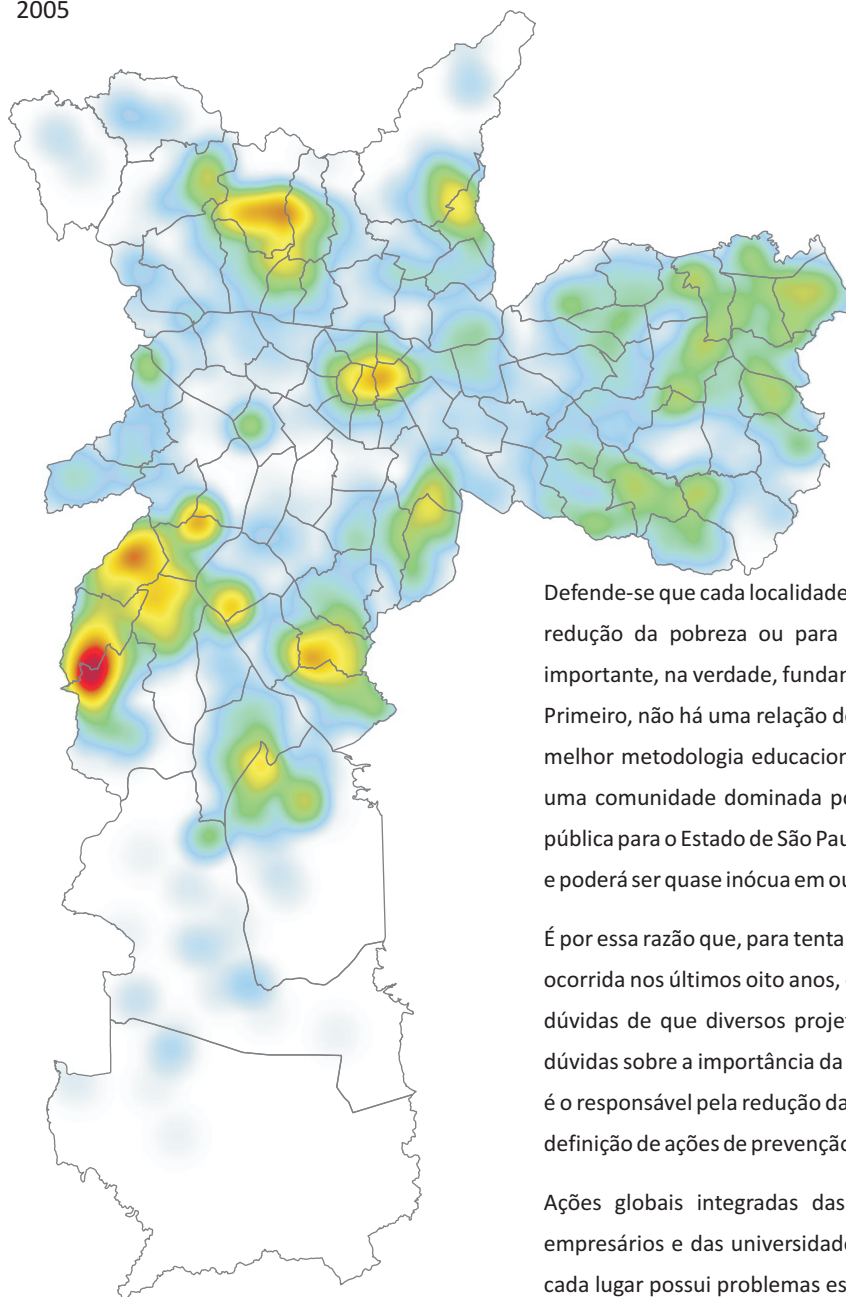 2005
Defende-se que cada localidade
redução da pobreza ou para
importante, na verdade, fundar
Primeiro, não há uma relação de
melhor metodologia educacion
uma comunidade dominada po
pública para o Estado de São Pau
e poderá ser quase inócua em ou
É por essa razão que, para tenta
ocorrida nos últimos oito anos,
dúvidas de que diversos projet
dúvidas sobre a importância da
é o responsável pela redução da
definição de ações de prevenção
Ações globais integradas das
empresários e das universidade
cada lugar possui problemas es